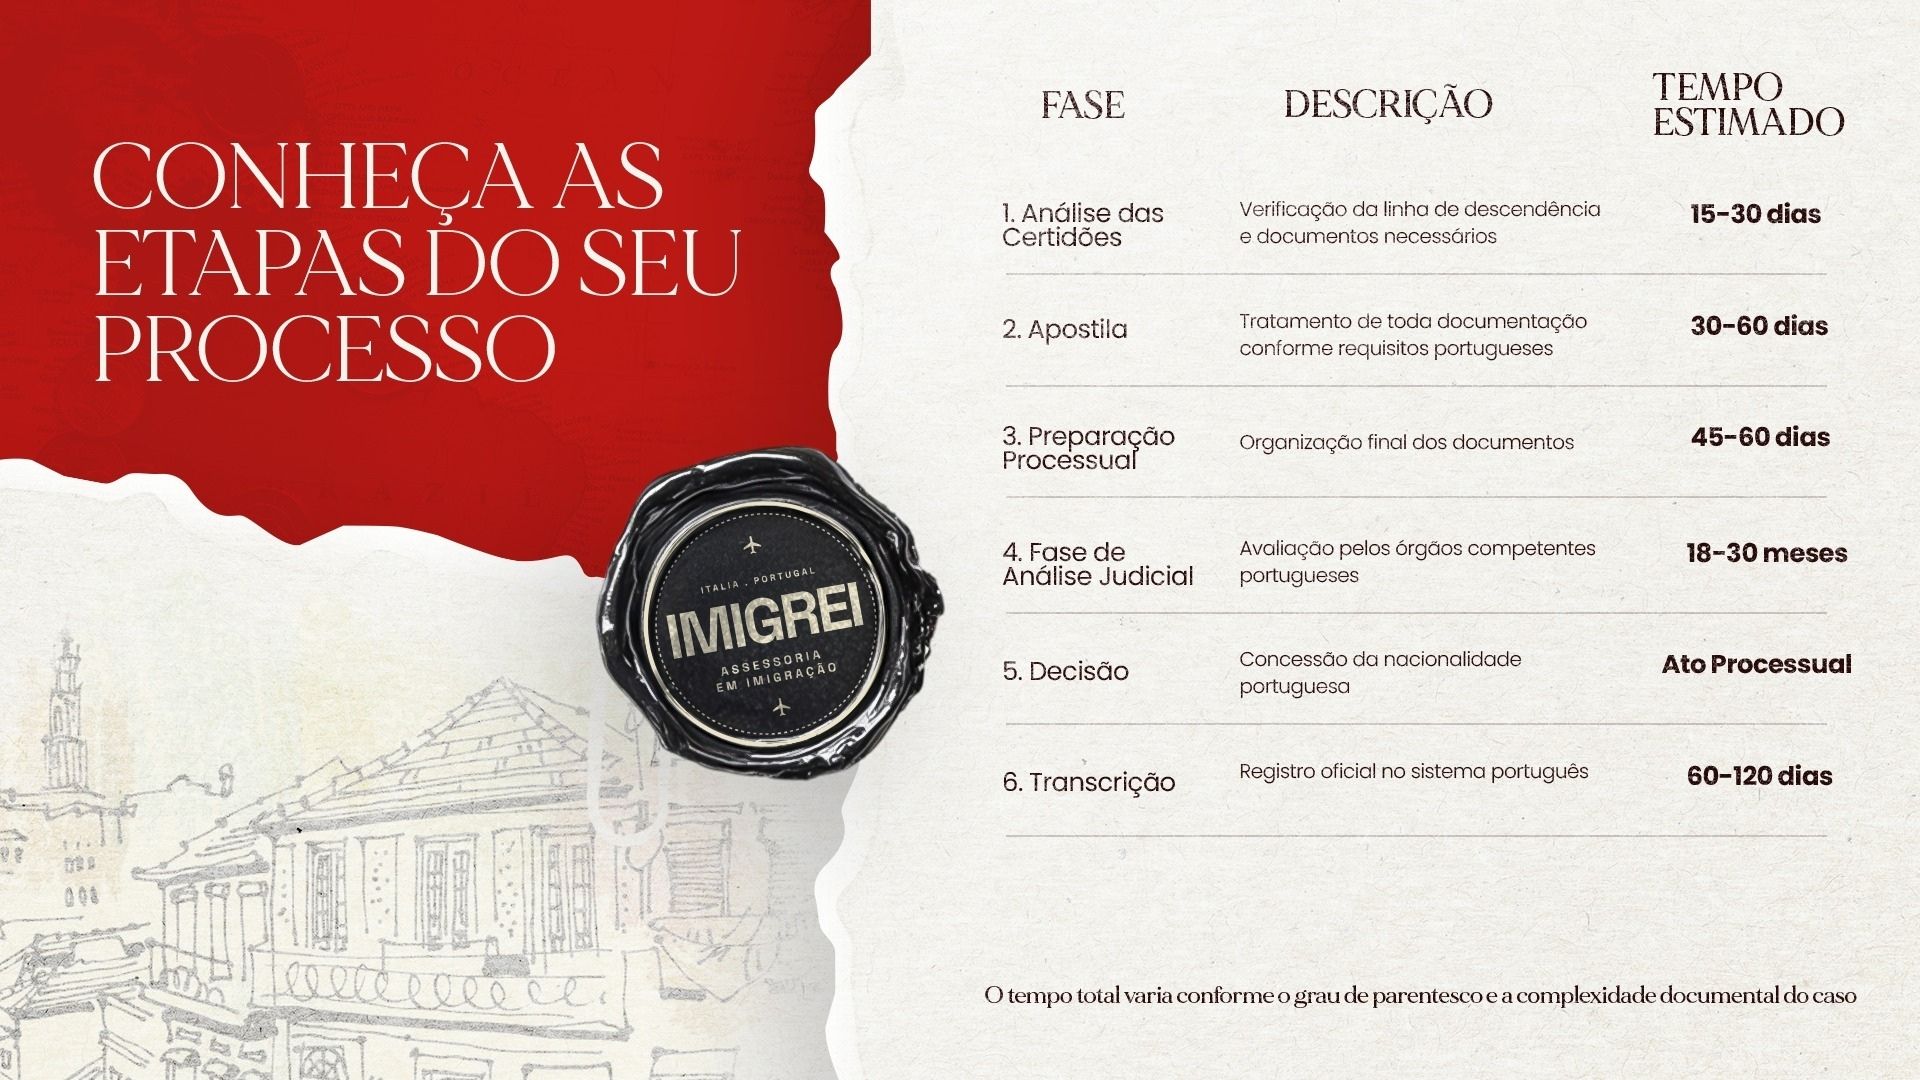 CONHEÇA AS
ETAPAS DO SEU
PROCESSO
ITALIA . PORTUGAL
IMIGREI
ASSESSORIA
EM IMIGRAÇÃO
FASE
DESCRIÇÃO
TEMPO
ESTIMADO
1. Análise das
Certidões
Verificação da linha de descendência
e documentos necessários
15-30 dias
2. Apostila
Tratamento de toda documentação
conforme requisitos portugueses
30-60 dias
3. Preparação
Processual
Organização final dos documentos
45-60 dias
4. Fase de
Análise Judicial
Avaliação pelos órgãos competentes
portugueses
18-30 meses
5. Decisão
Concessão da nacionalidade
portuguesa
Ato Processual
6. Transcrição
Registro oficial no sistema português
60-120 dias
O tempo total varia conforme o grau de parentesco e a complexidade documental do caso